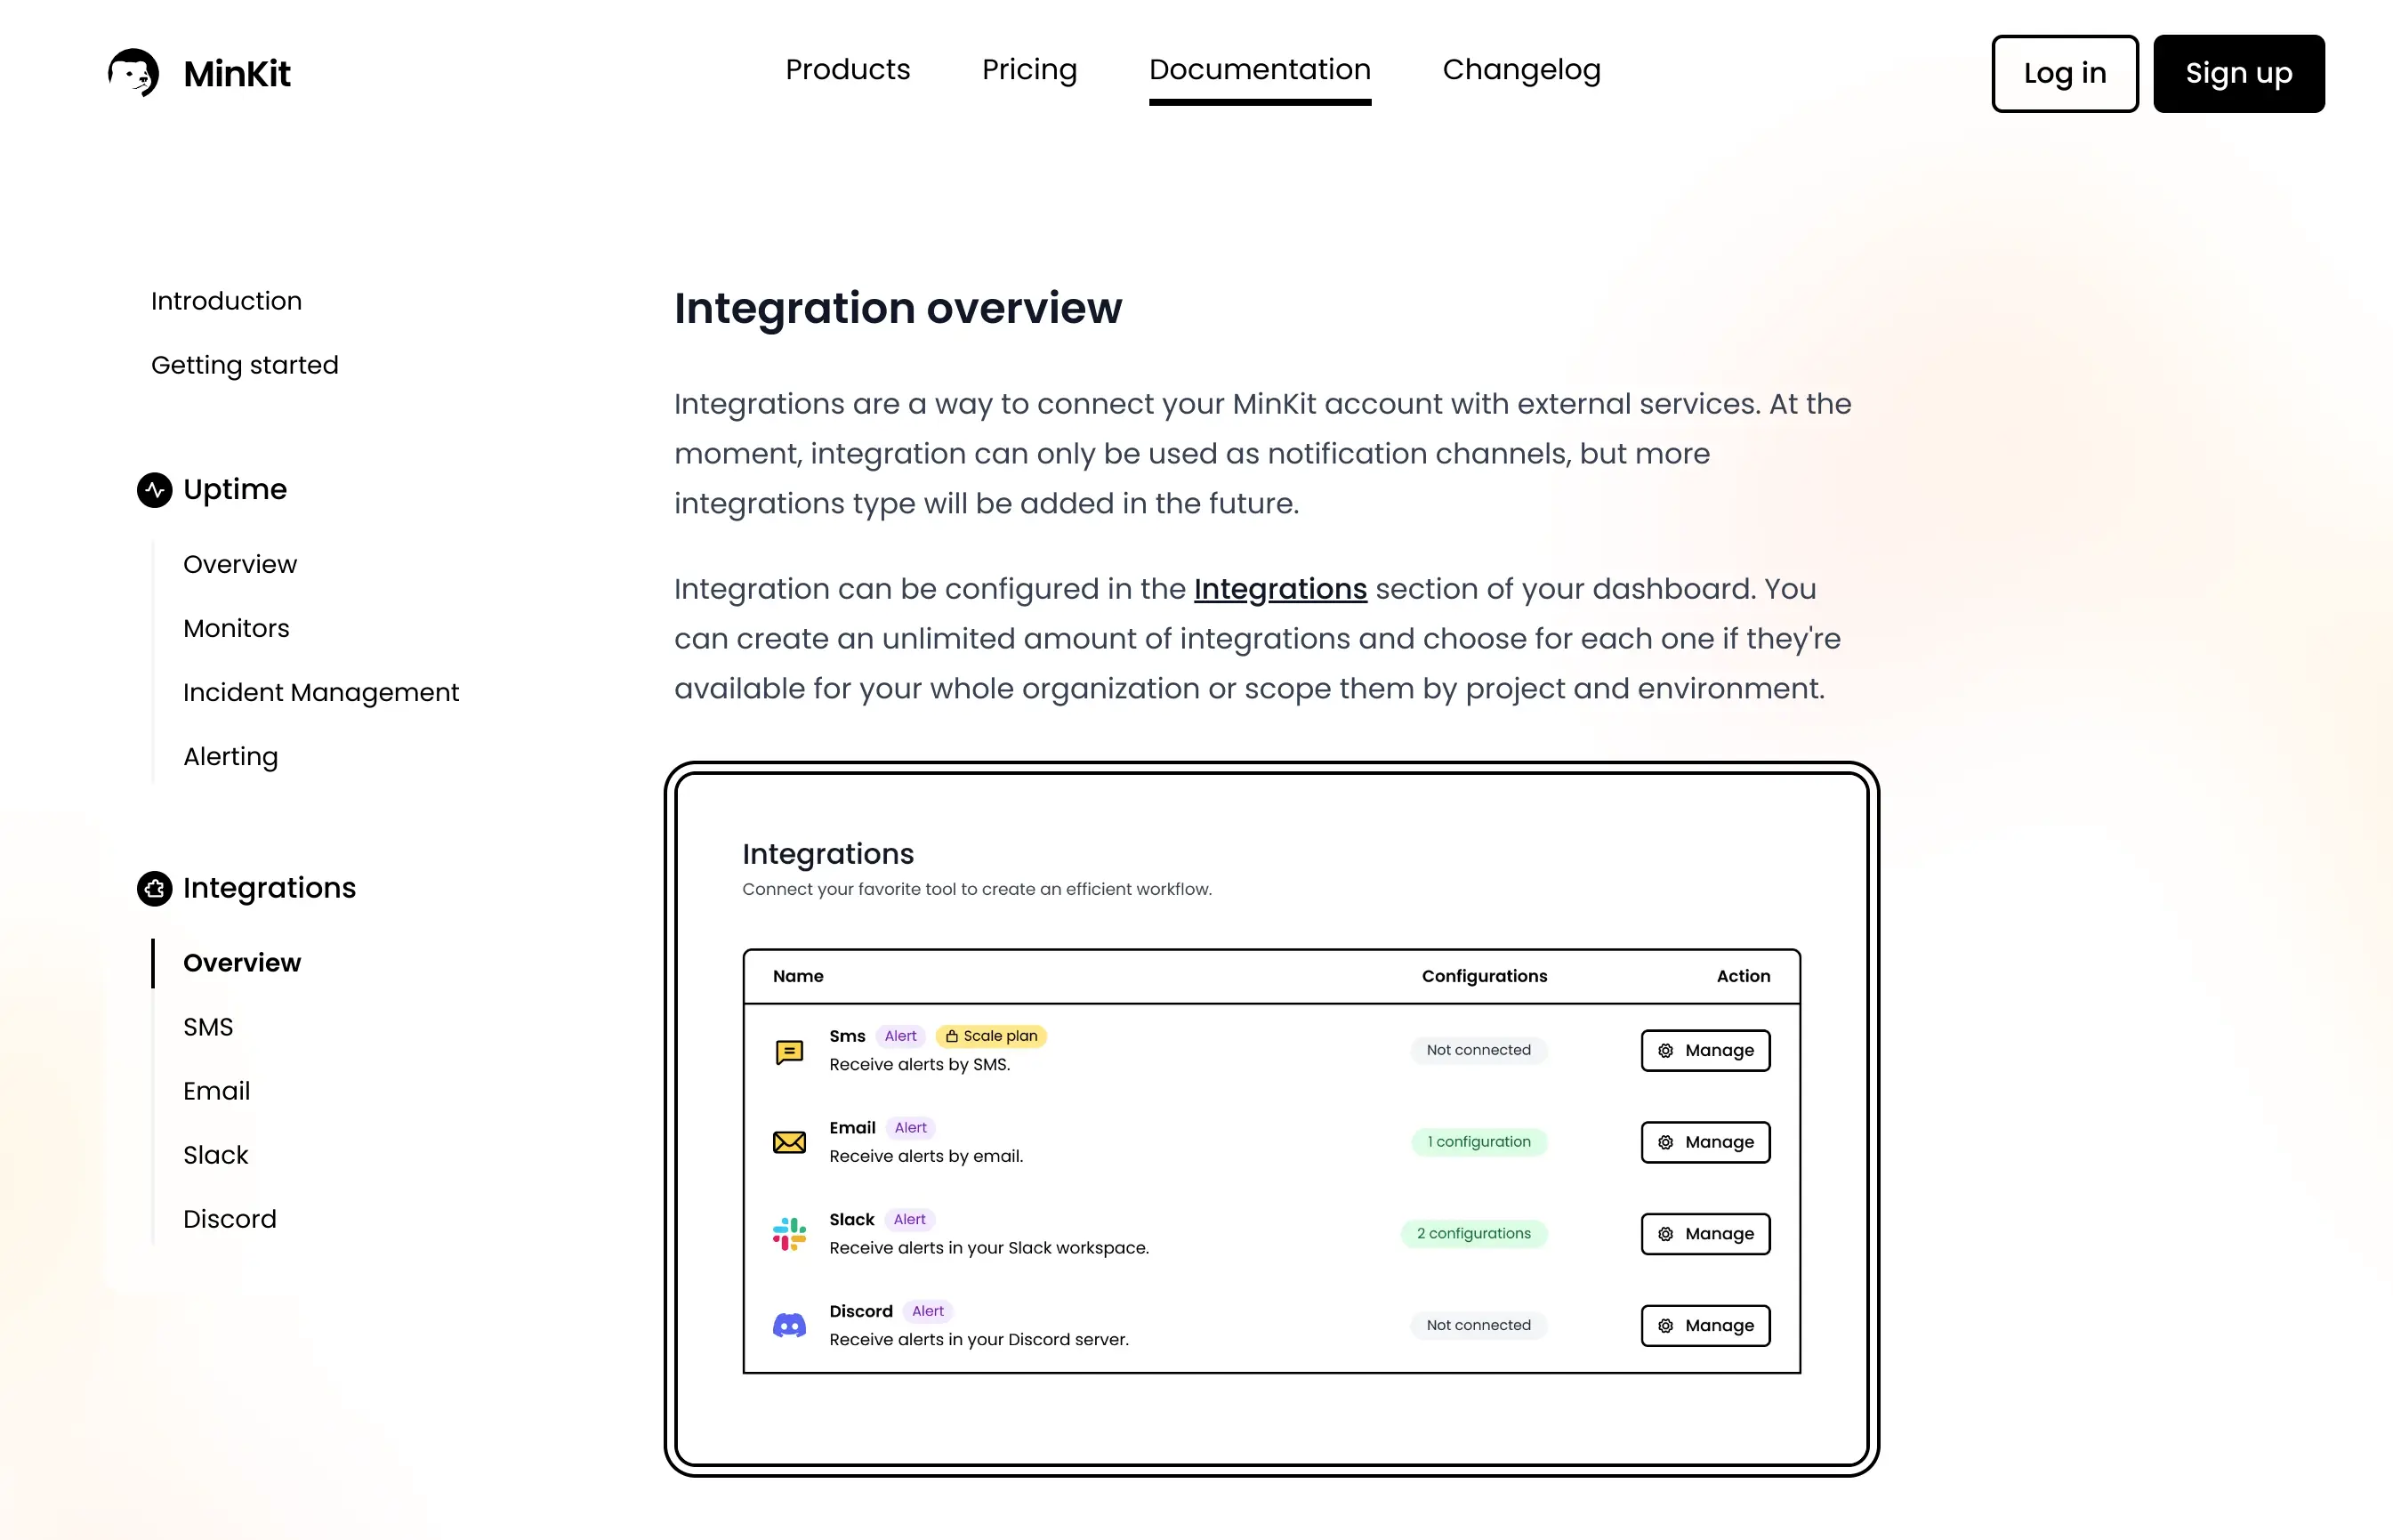 MinKit
Products
Pricing
Documentation
Changelog
Log in
Sign up
Introduction
Getting started
Uptime
Overview
Monitors
Incident Management
Alerting
Integrations
Overview
SMS
Email
Slack
Discord
Integration overview
Integrations are a way to connect your MinKit account with external services. At the
moment, integration can only be used as notification channels, but more
integrations type will be added in the future.
Integration can be configured in the Integrations section of your dashboard. You
can create an unlimited amount of integrations and choose for each one if they're
available for your whole organization or scope them by project and environment.
Integrations
Connect your favorite tool to create an efficient workflow.
Name Configurations Action
Sms Alert Scale plan
Receive alerts by SMS.
Not connected
Manage
Email Alert
Receive alerts by email.
1 configuration
Manage
Slack Alert
Receive alerts in your Slack workspace.
2 configurations
Manage
Discord Alert
Receive alerts in your Discord server.
Not connected
Manage